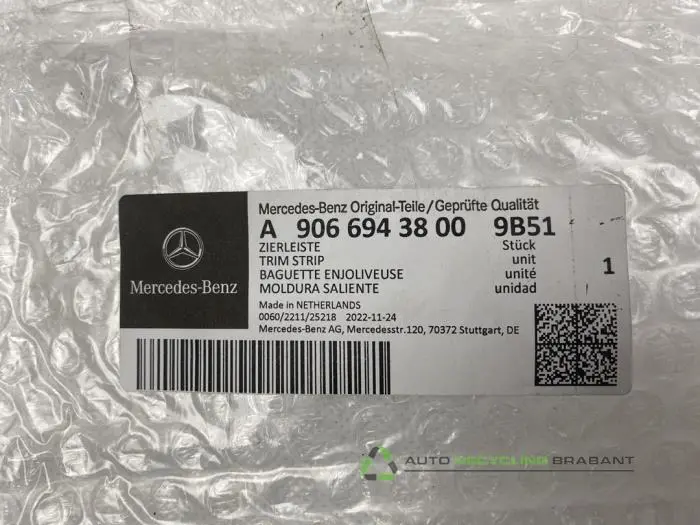 Mercedes-Benz Original-Teile/Geprüfte Qualität
A 906 694 38 00 9B51
ZIERLEISTE Stück
TRIM STRIP unit
BAGUETTE ENJOLIVEUSE unité
MOLDURA SALIENTE unidad
1
Mercedes-Benz
Made in NETHERLANDS
0060/2211/25218 2022-11-24
Mercedes-Benz AG, Mercedesstr.120, 70372 Stuttgart, DE
AUTO RECYCLING BRABANT